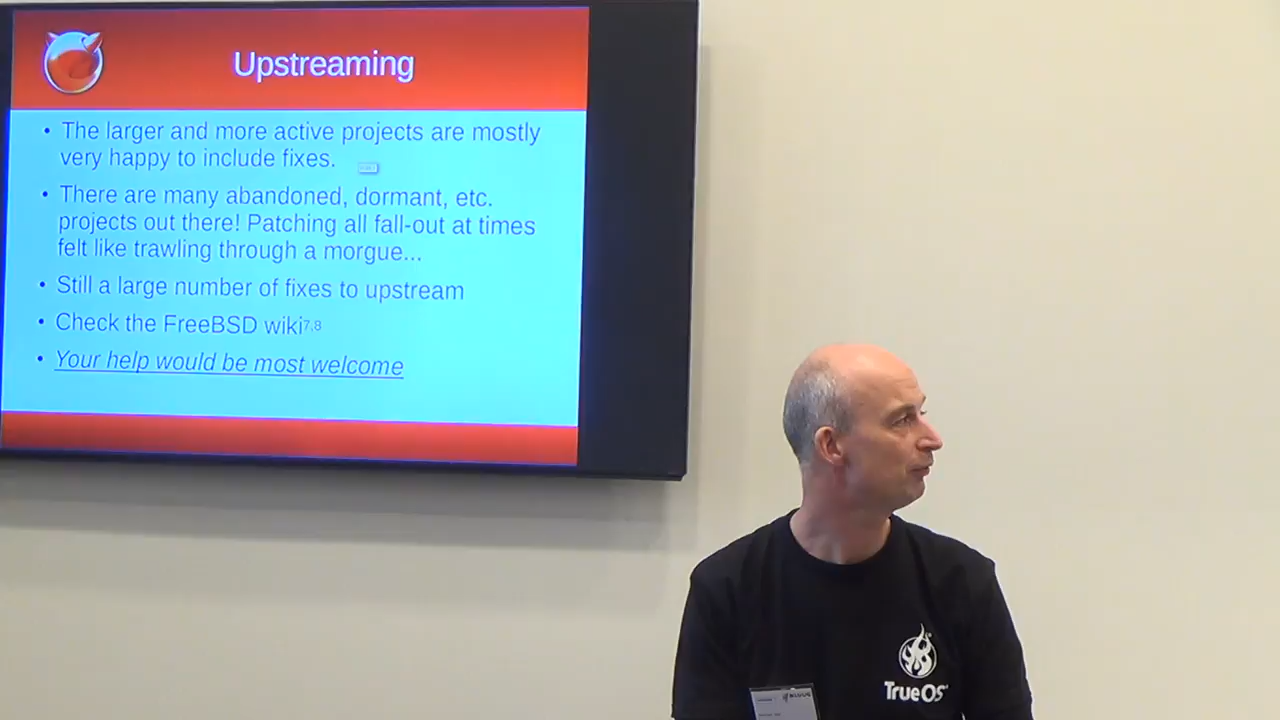 Upstreaming
• The larger and more active projects are mostly
very happy to include fixes.
• There are many abandoned, dormant, etc.
projects out there! Patching all fall-out at times
felt like trawling through a morgue...
• Still a large number of fixes to upstream
• Check the FreeBSD wiki7,8
• Your help would be most welcome
TrueOS
NLUUG